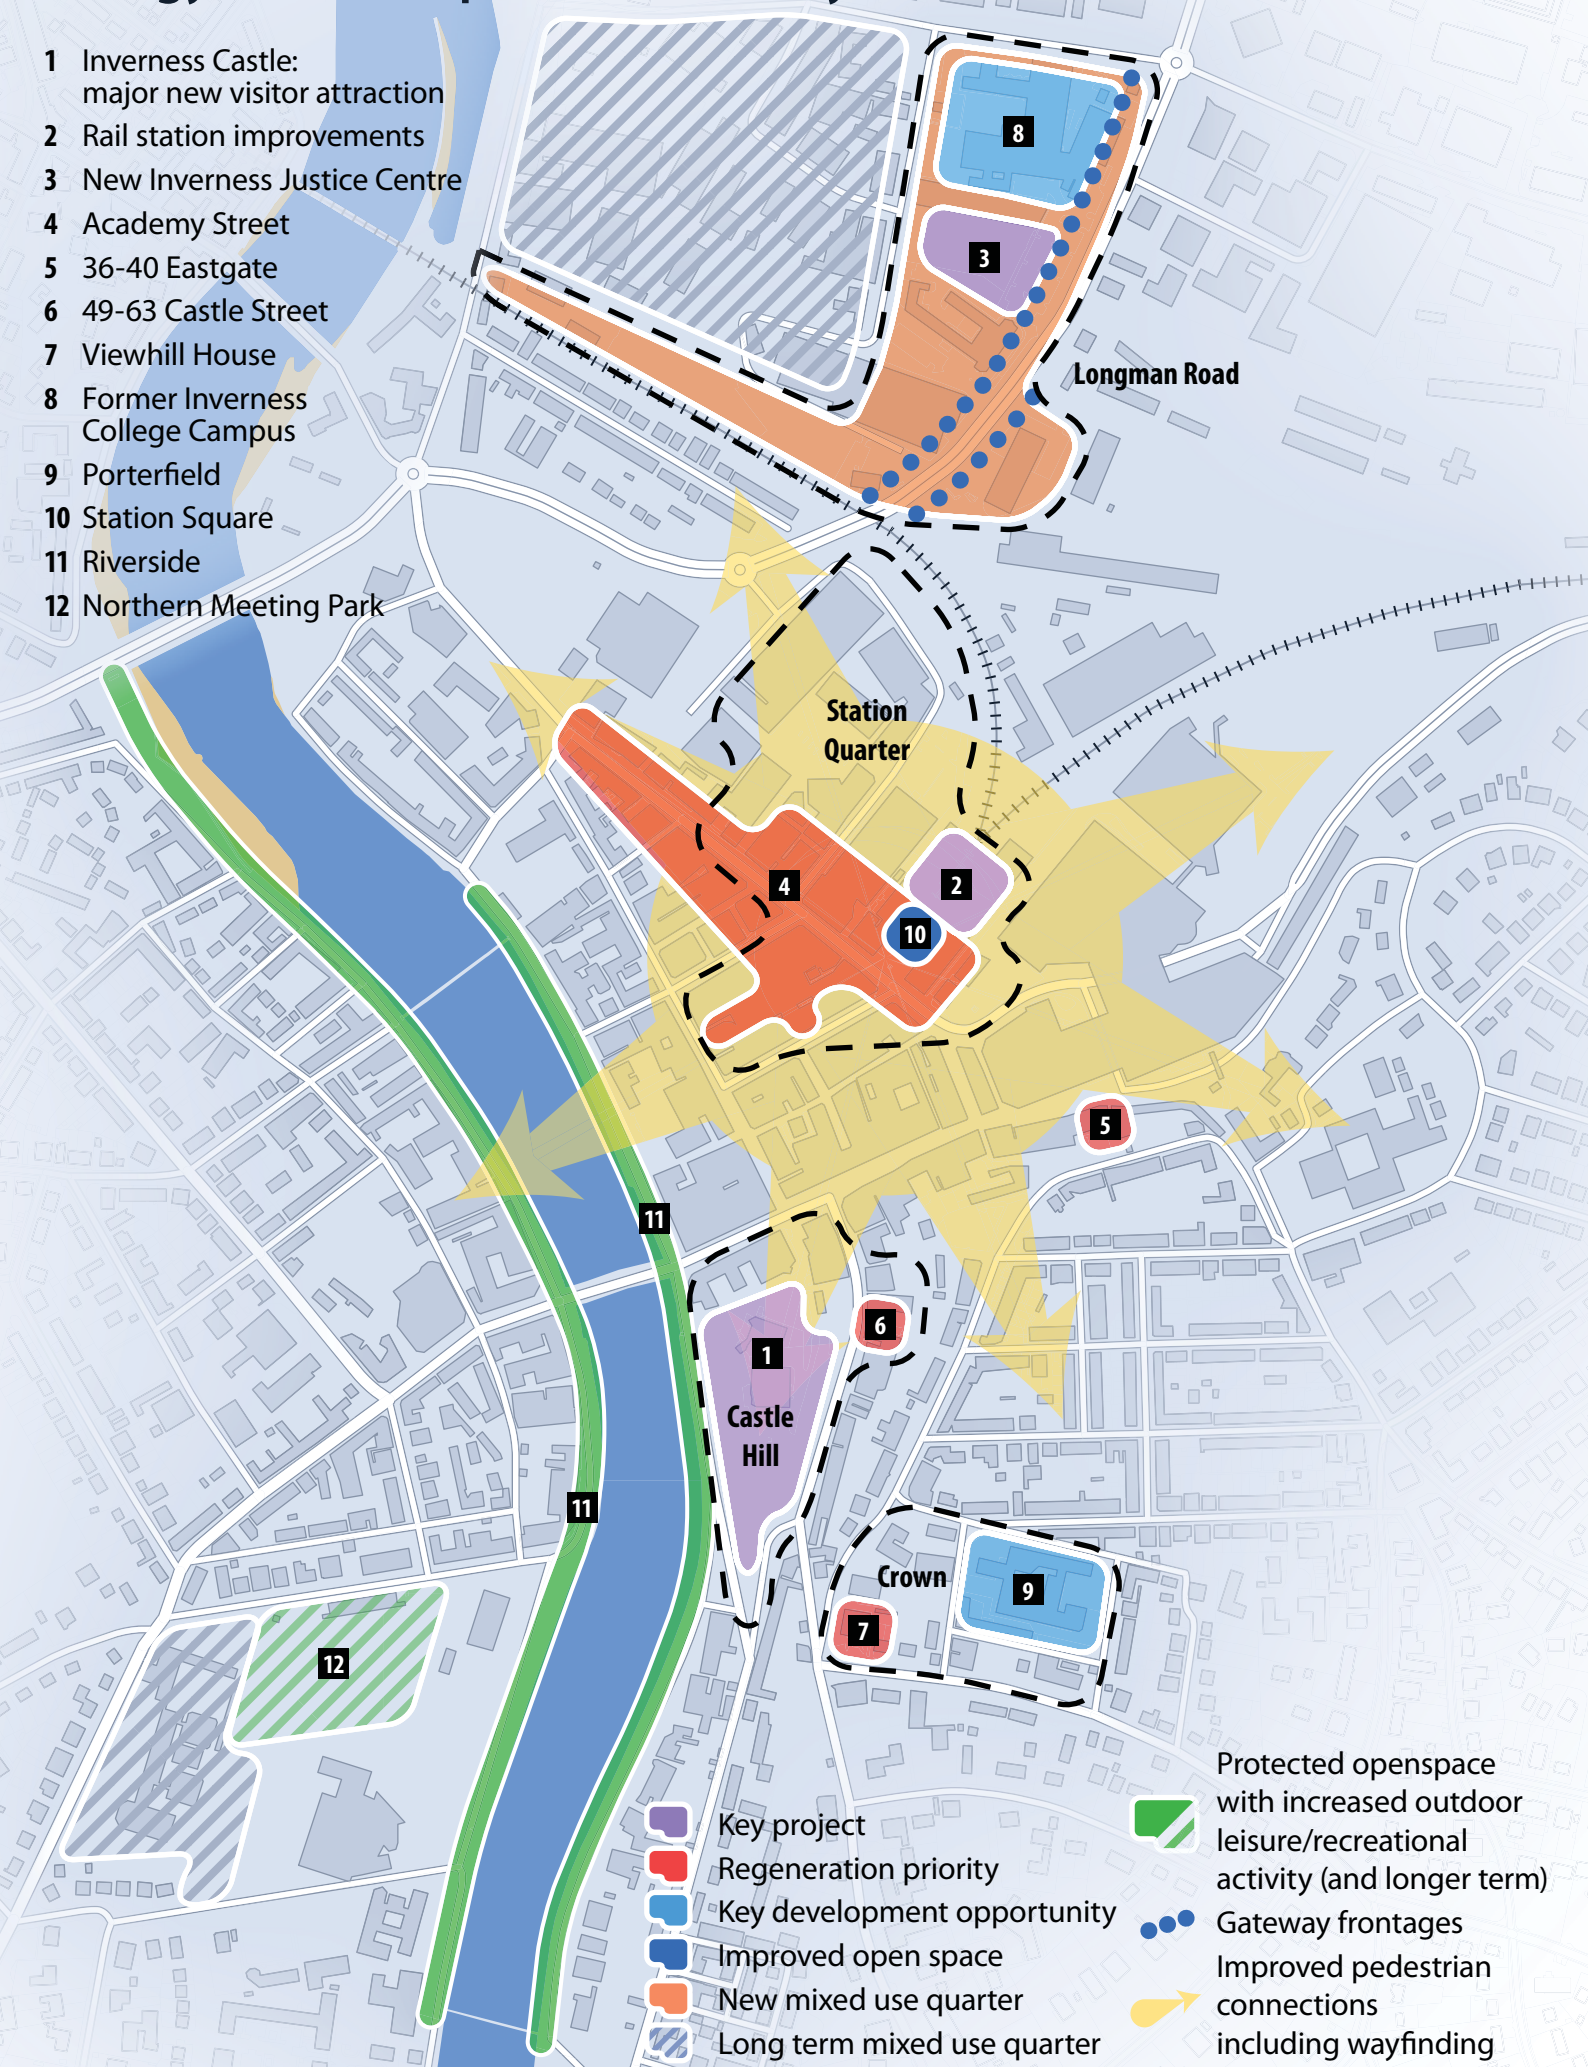 1 Inverness Castle:
major new visitor attraction
2 Rail station improvements
3 New Inverness Justice Centre
4 Academy Street
5 36-40 Eastgate
6 49-63 Castle Street
7 Viewhill House
8 Former Inverness
College Campus
9 Porterfield
10 Station Square
11 Riverside
12 Northern Meeting Park
8
3
Longman Road
Station
Quarter
4
2
10
5
11
6
1
Castle
Hill
11
Crown
9
7
12
Key project
Regeneration priority
Key development opportunity
Improved open space
New mixed use quarter
Long term mixed use quarter
Protected openspace
with increased outdoor
leisure/recreational
activity (and longer term)
Gateway frontages
Improved pedestrian
connections
including wayfinding